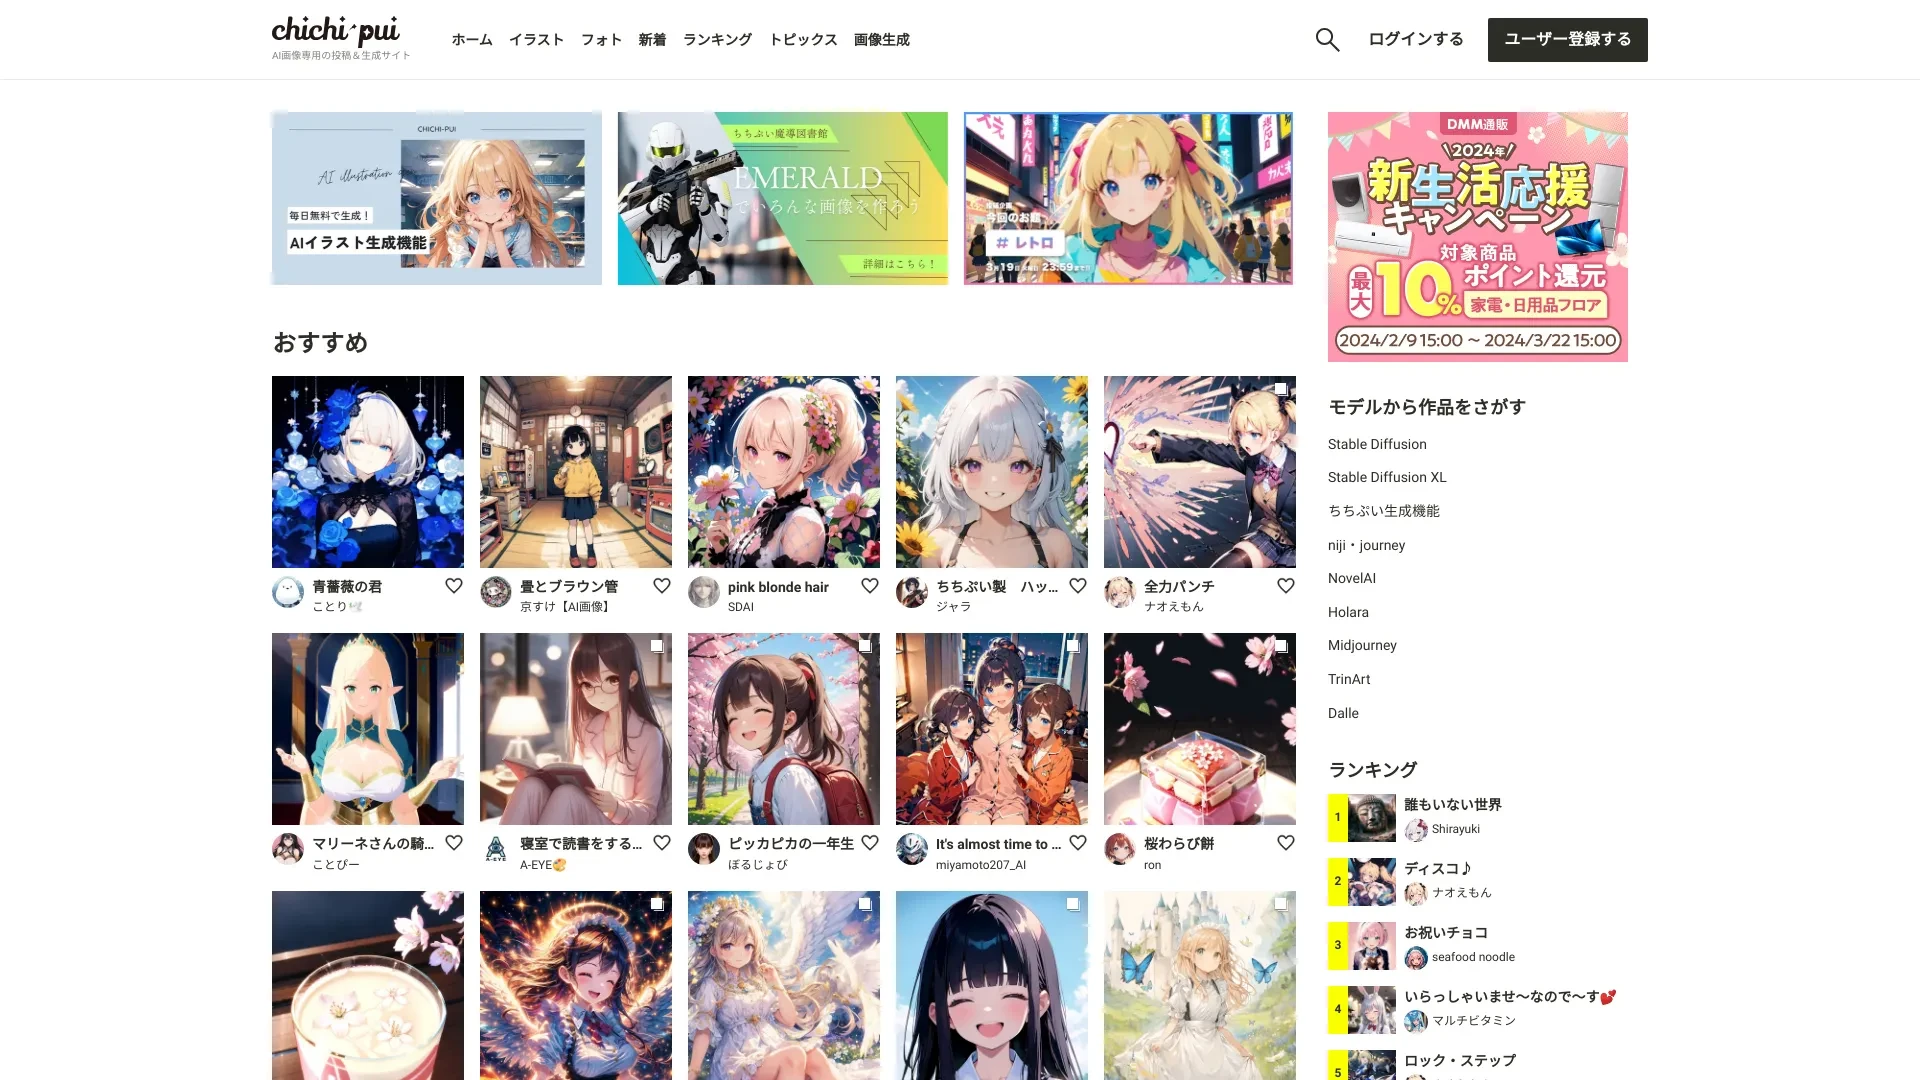 chichi-pui
AI画像専用の投稿＆生成サイト
ホーム
イラスト
フォト
新着
ランキング
トピックス
画像生成
ログインする
ユーザー登録する
CHICHI-PUI
AI illustration
毎日無料で生成！
AIイラスト生成機能
ちちぷい魔導図書館
EMERALD
でいろんな画像を作ろう
詳細はこちら！
今回のお題
# レトロ
3月19日 23:59まで!!
DMM通販
2024年
新生活応援
キャンペーン
対象商品
最大10%ポイント還元
家電・日用品フロア
2024/2/9 15:00 ～ 2024/3/22 15:00
おすすめ
青薔薇の君
ことり🕊️
畳とブラウン管
京すけ【AI画像】
pink blonde hair
SDAI
ちちぷい製　ハッ...
ジャラ
全力パンチ
ナオえもん
マリーネさんの騎...
ことぴー
寝室で読書をする...
A-EYE🎨
ピッカピカの一年生
ぽるじょぴ
It's almost time to ...
miyamoto207_AI
桜わらび餅
ron
モデルから作品をさがす
Stable Diffusion
Stable Diffusion XL
ちちぷい生成機能
niji・journey
NovelAI
Holara
Midjourney
TrinArt
Dalle
ランキング
1
誰もいない世界
Shirayuki
2
ディスコ♪
ナオえもん
3
お祝いチョコ
seafood noodle
4
いらっしゃいませ〜なので〜す💕
マルチビタミン
5
ロック・ステップ